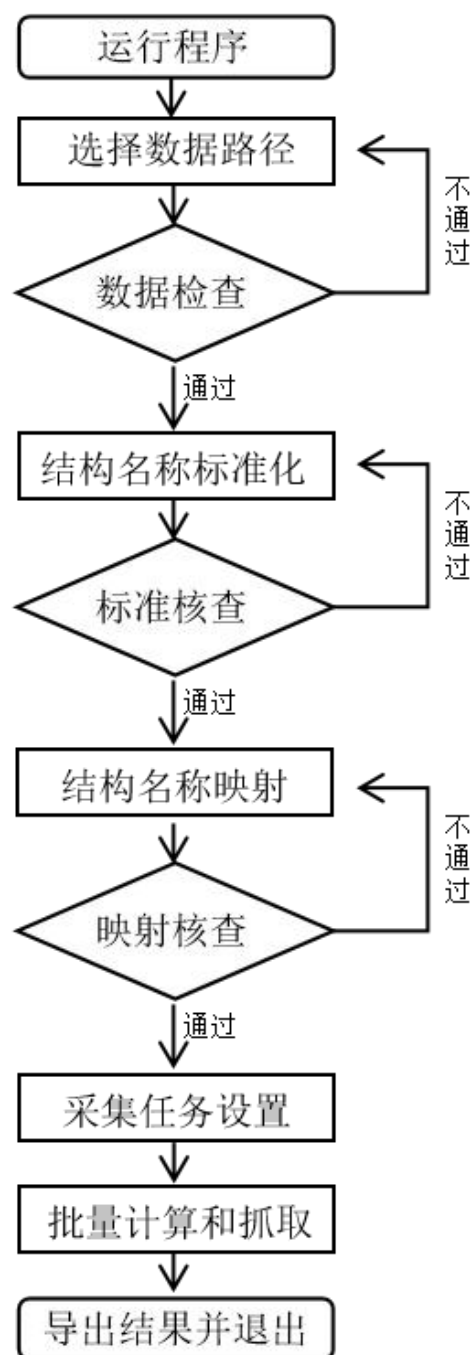 运行程序
选择数据路径
不通过
数据检查
通过
结构名称标准化
不通过
标准核查
通过
结构名称映射
不通过
映射核查
通过
采集任务设置
批量计算和抓取
导出结果并退出